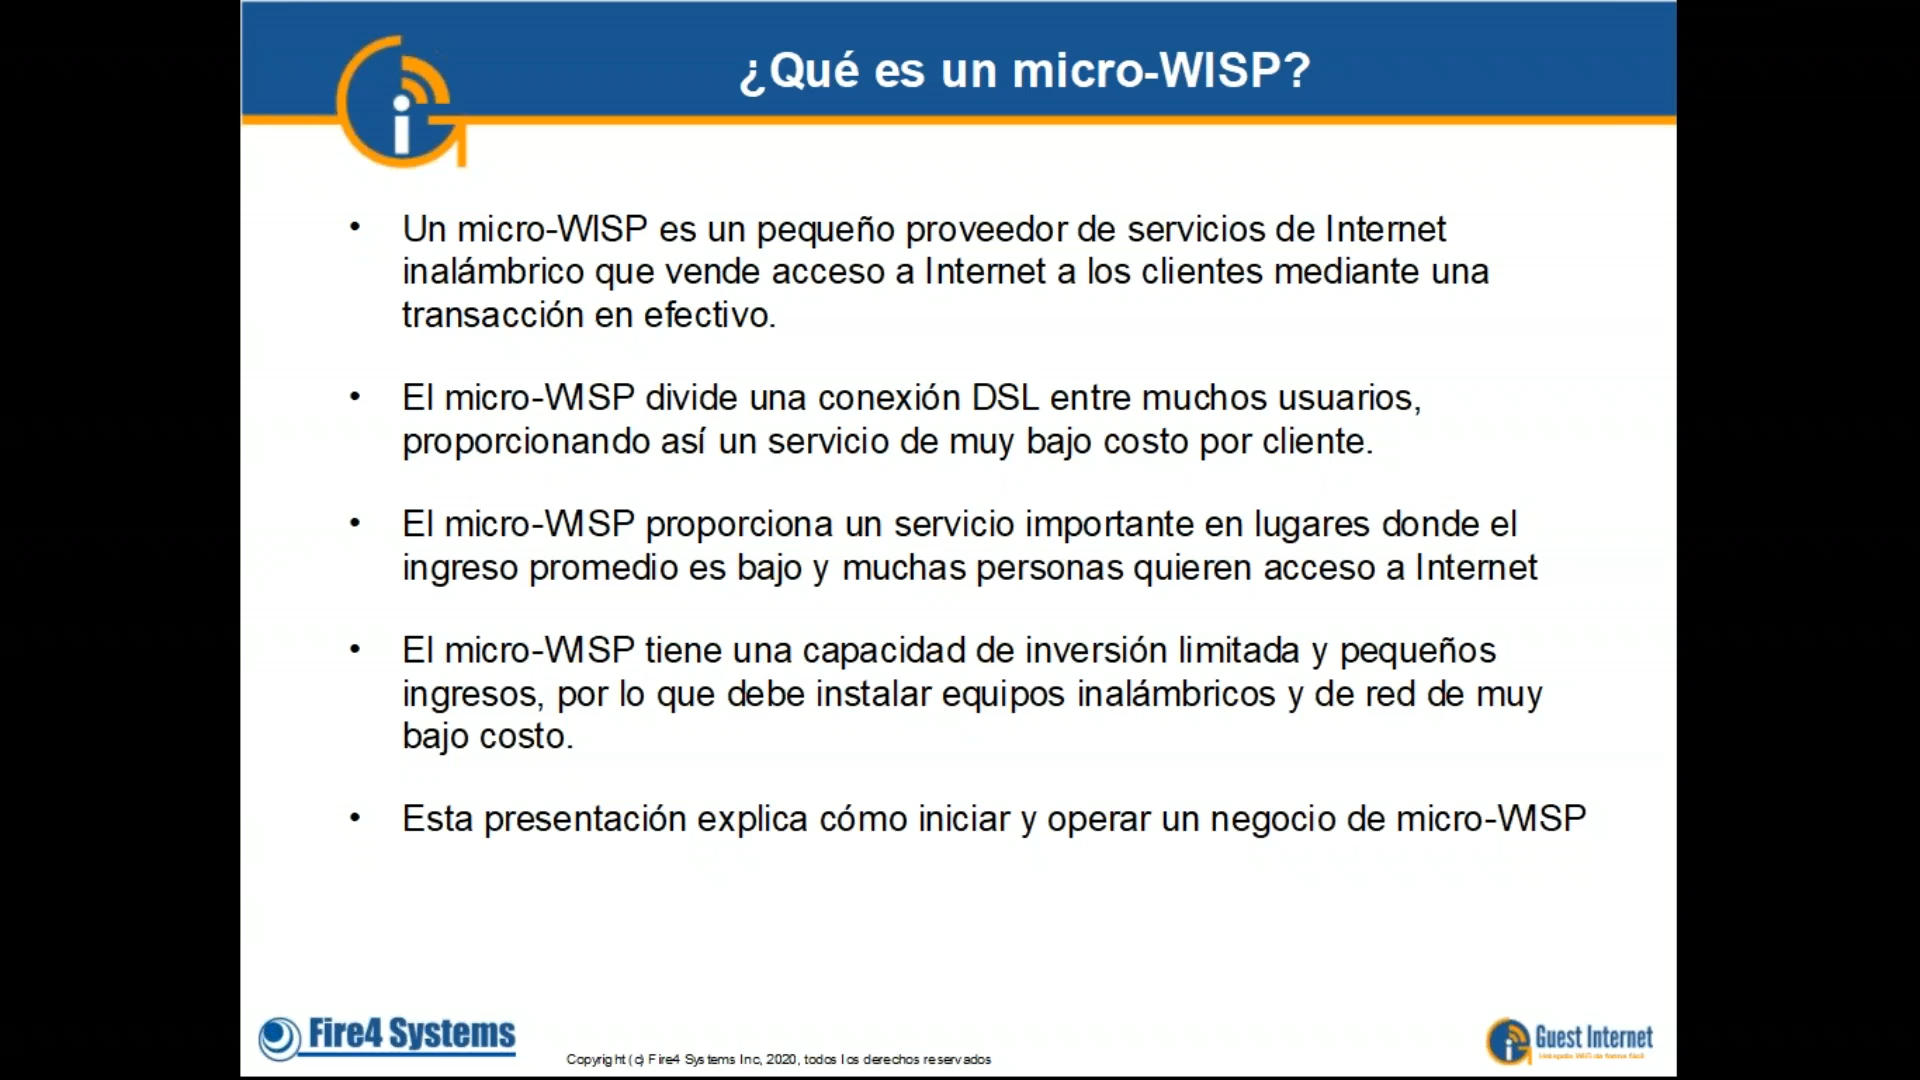 ¿Qué es un micro-WISP?
• Un micro-WISP es un pequeño proveedor de servicios de Internet
inalámbrico que vende acceso a Internet a los clientes mediante una
transacción en efectivo.
• El micro-WISP divide una conexión DSL entre muchos usuarios,
proporcionando así un servicio de muy bajo costo por cliente.
• El micro-WISP proporciona un servicio importante en lugares donde el
ingreso promedio es bajo y muchas personas quieren acceso a Internet
• El micro-WISP tiene una capacidad de inversión limitada y pequeños
ingresos, por lo que debe instalar equipos inalámbricos y de red de muy
bajo costo.
• Esta presentación explica cómo iniciar y operar un negocio de micro-WISP
Fire4 Systems
Copyright (c) Fire4 Systems Inc, 2020, todos los derechos reservados
Guest Internet
Hotspots WiFi de forma fácil